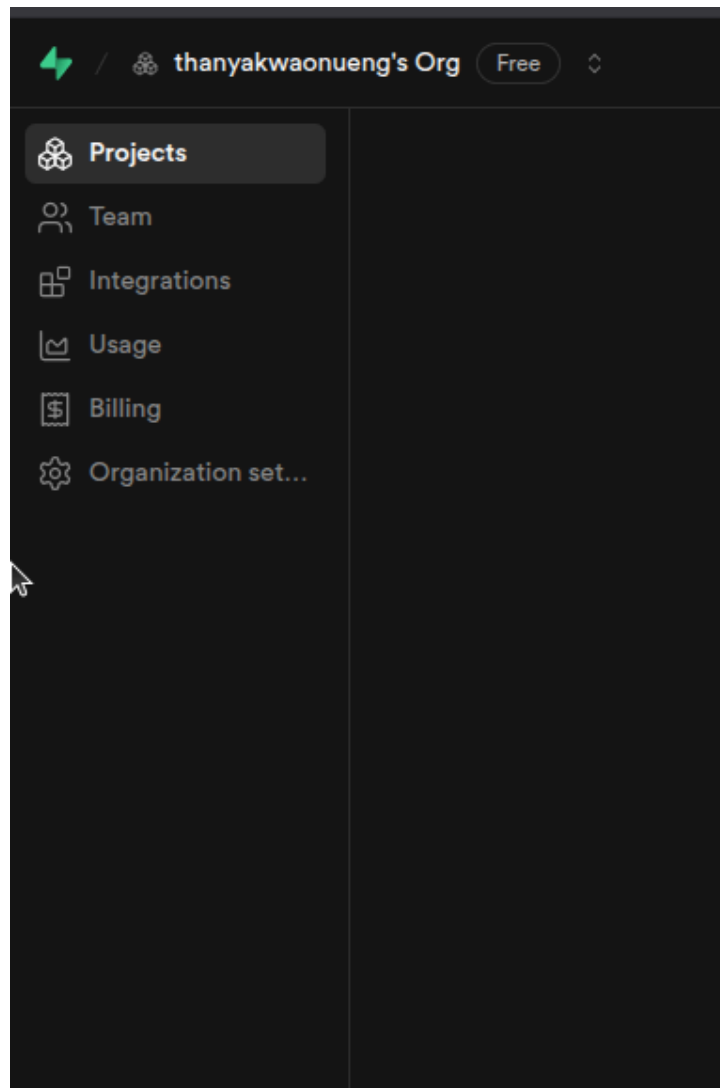 thanyakwaonueng's Org Free
Projects
Team
Integrations
Usage
Billing
Organization set...